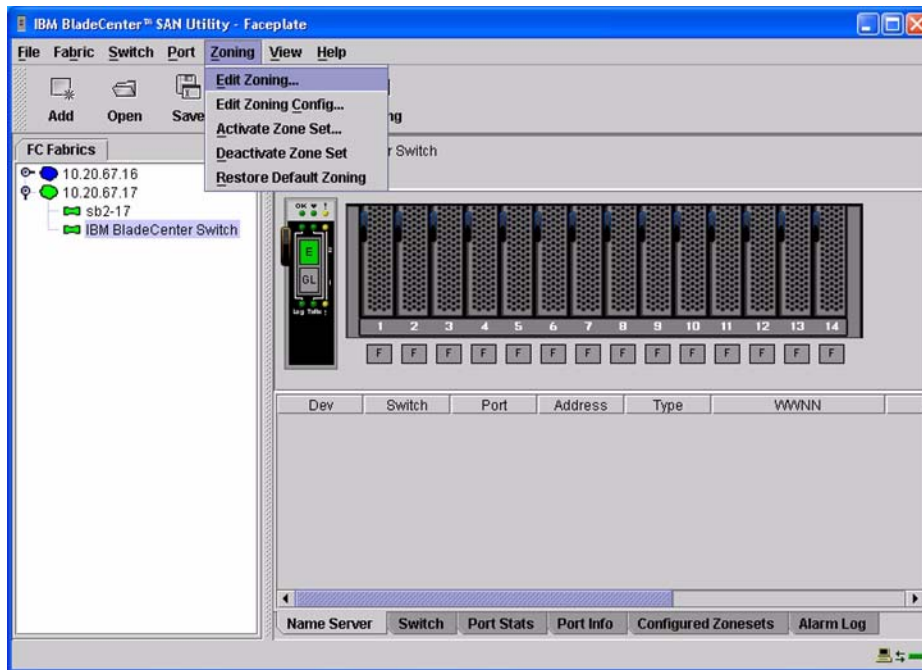 IBM BladeCenter™ SAN Utility - Faceplate
File Fabric Switch Port Zoning View Help
Edit Zoning...
Edit Zoning Config...
Activate Zone Set...
Deactivate Zone Set
Restore Default Zoning
Add Open Save ng
FC Fabrics
r Switch
10.20.67.16
10.20.67.17
sb2-17
IBM BladeCenter Switch
OK !
E
GL
1 2 3 4 5 6 7 8 9 10 11 12 13 14
F F F F F F F F F F F F F F
Dev Switch Port Address Type WWNN
Name Server Switch Port Stats Port Info Configured Zonesets Alarm Log